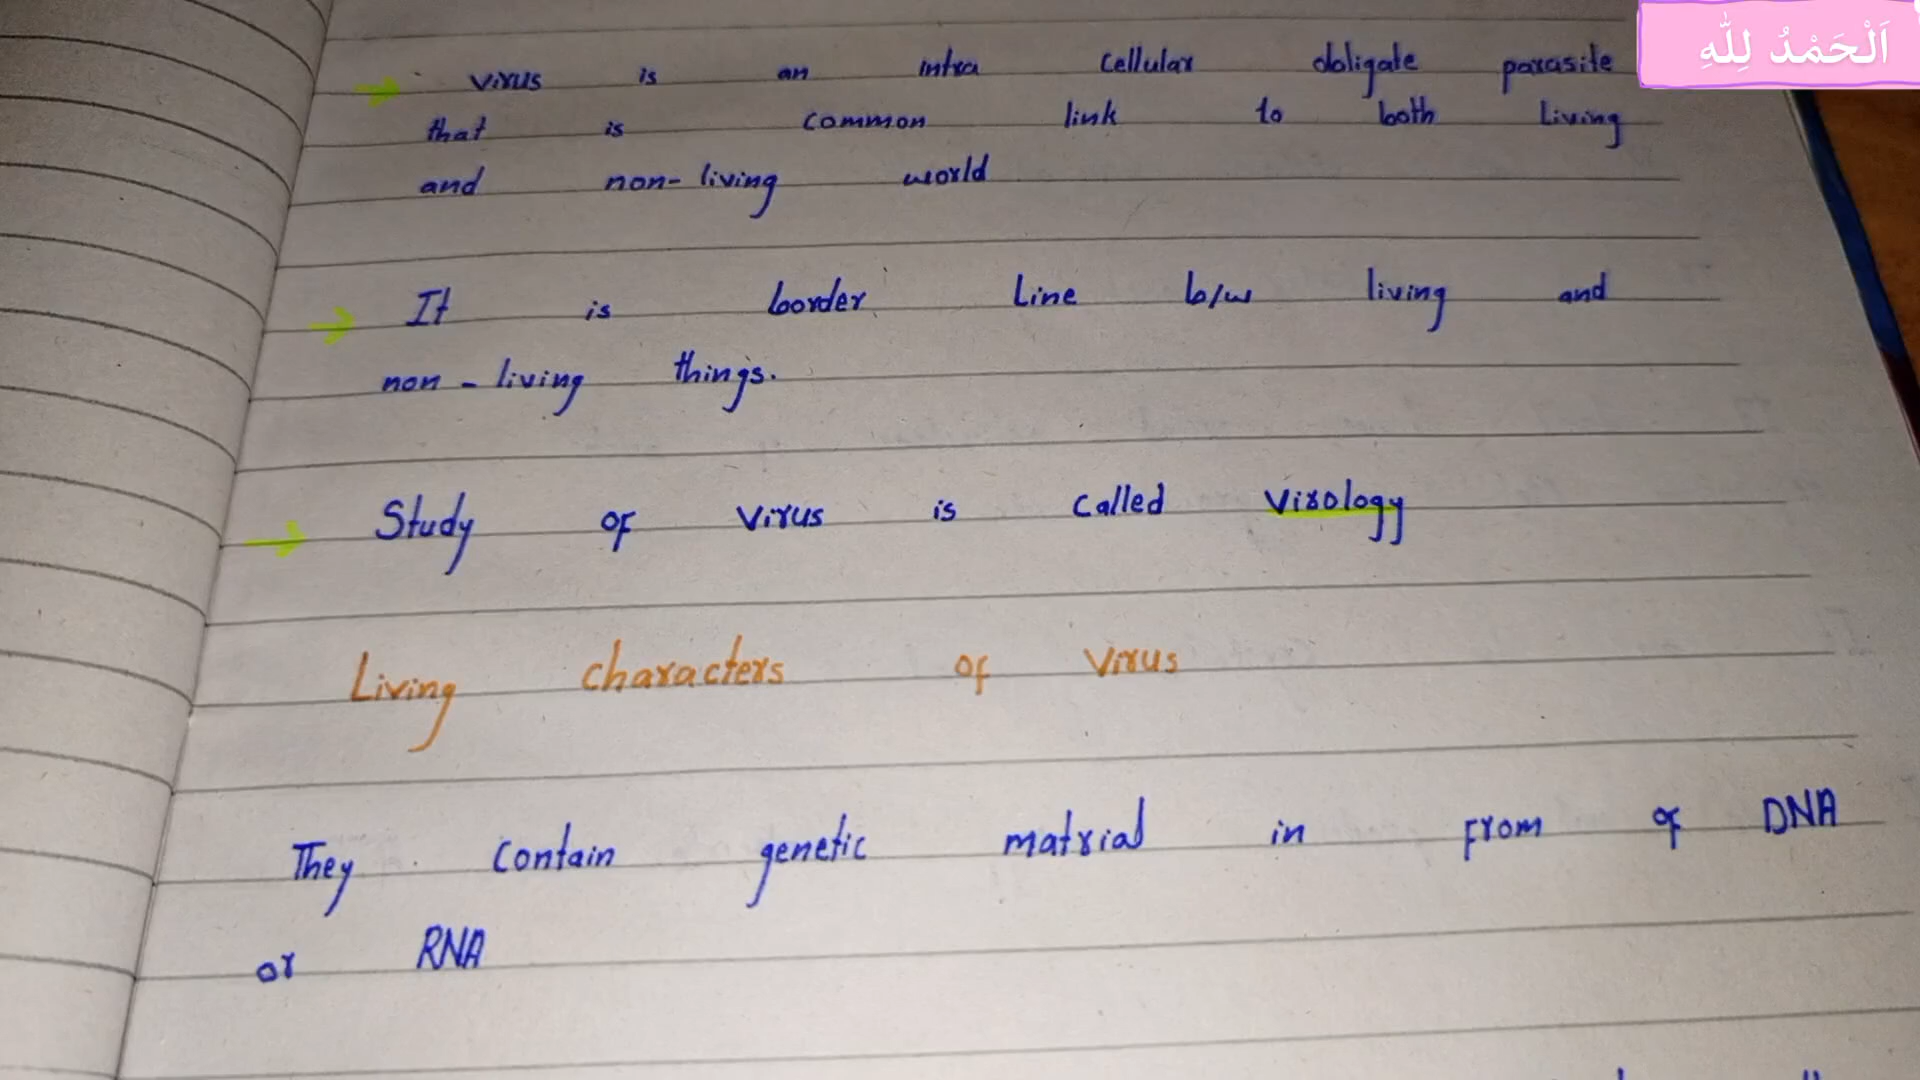 اَلْحَمْدُ لِلّٰهِ
→ virus is an intra cellular obligate parasite
that is common link to both living
and non-living world
→ It is border line b/w living and
non-living things.
→ Study of virus is called virology
Living characters of virus
They contain genetic matrial in from of DNA
or RNA